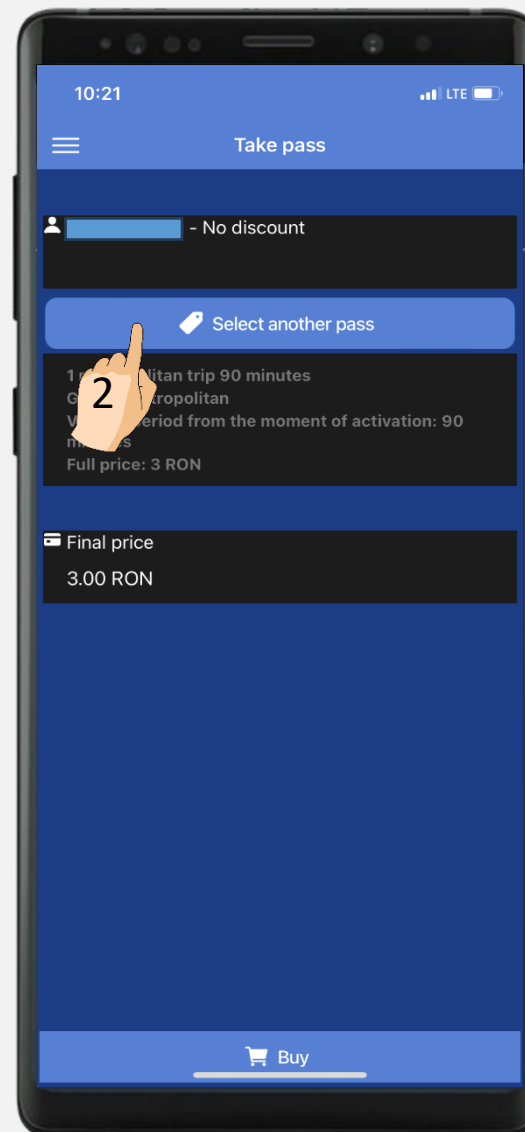 10:21
LTE
Take pass
- No discount
Select another pass
1 litan trip 90 minutes
G tropolitan
V eriod from the moment of activation: 90
m s
Full price: 3 RON
2
Final price
3.00 RON
Buy